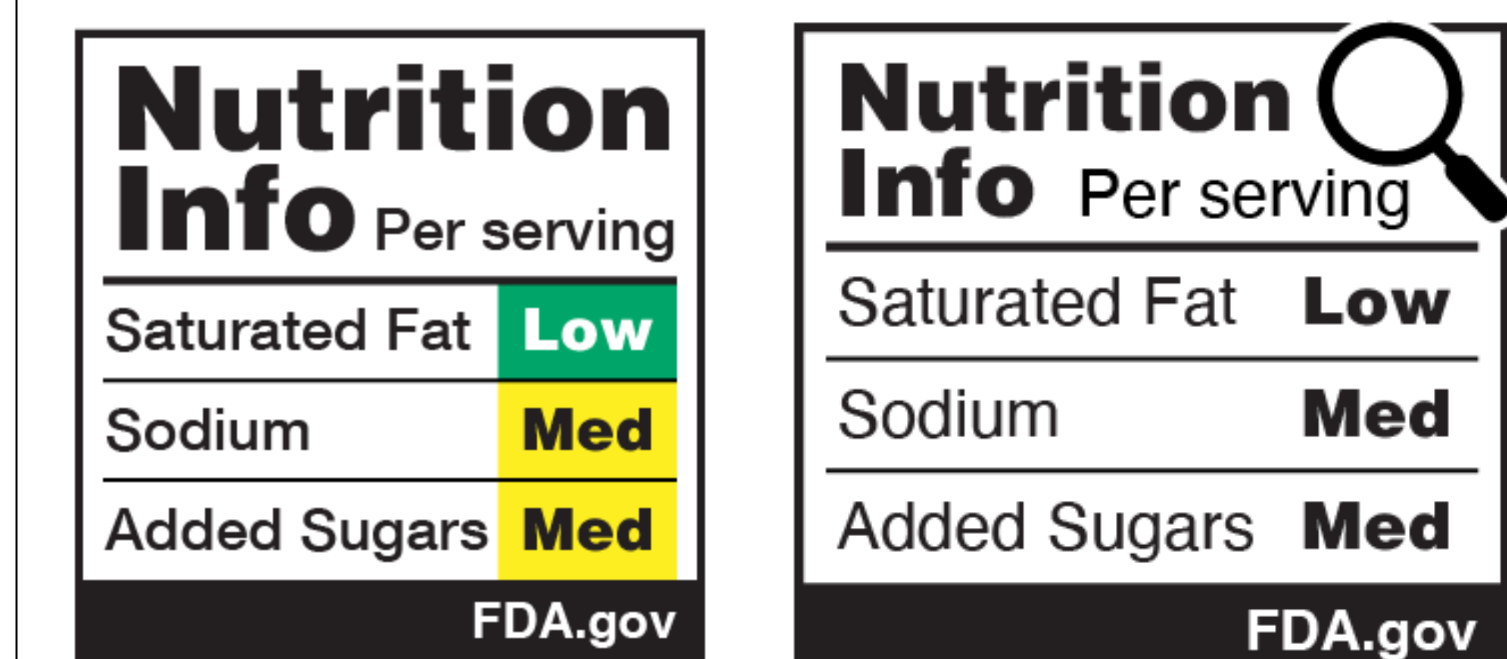 Nutrition
Info Per serving
Saturated Fat Low
Sodium Med
Added Sugars Med
FDA.gov
Nutrition
Info Per serving
Saturated Fat Low
Sodium Med
Added Sugars Med
FDA.gov